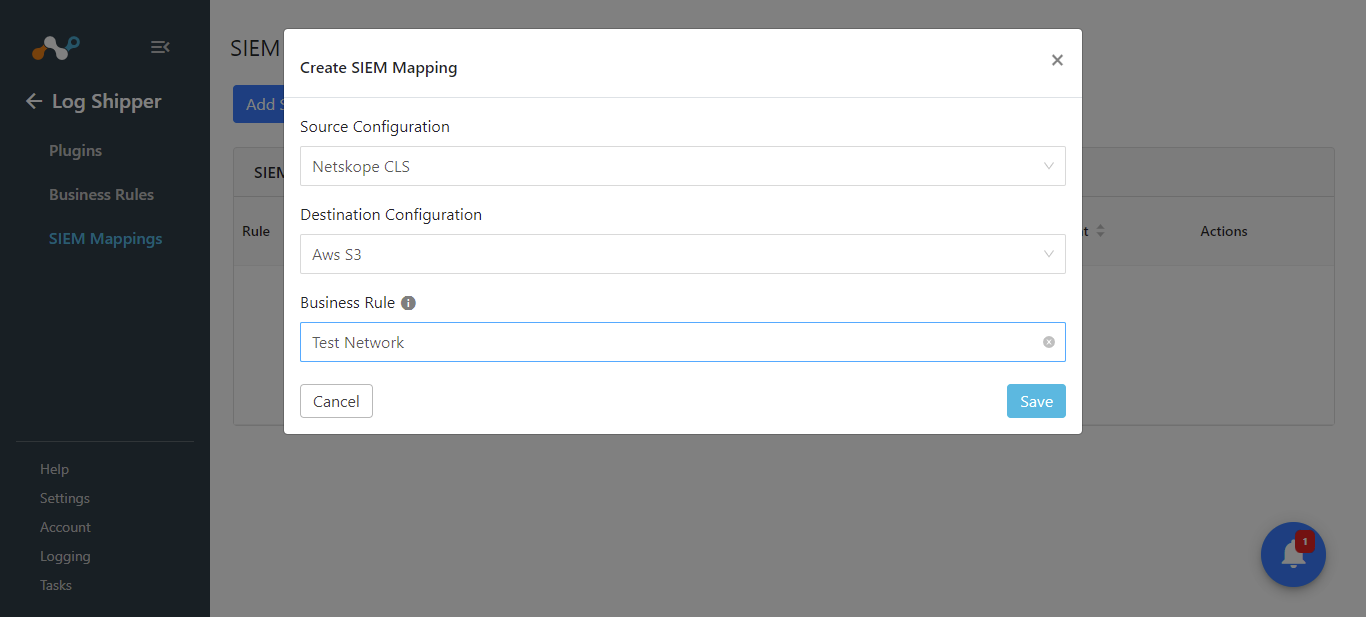 Log Shipper
Plugins
Business Rules
SIEM Mappings
Help
Settings
Account
Logging
Tasks
SIEM
Add S
SIEM
Rule
Actions
Create SIEM Mapping
Source Configuration
Netskope CLS
Destination Configuration
Aws S3
Business Rule
Test Network
Cancel
Save
1